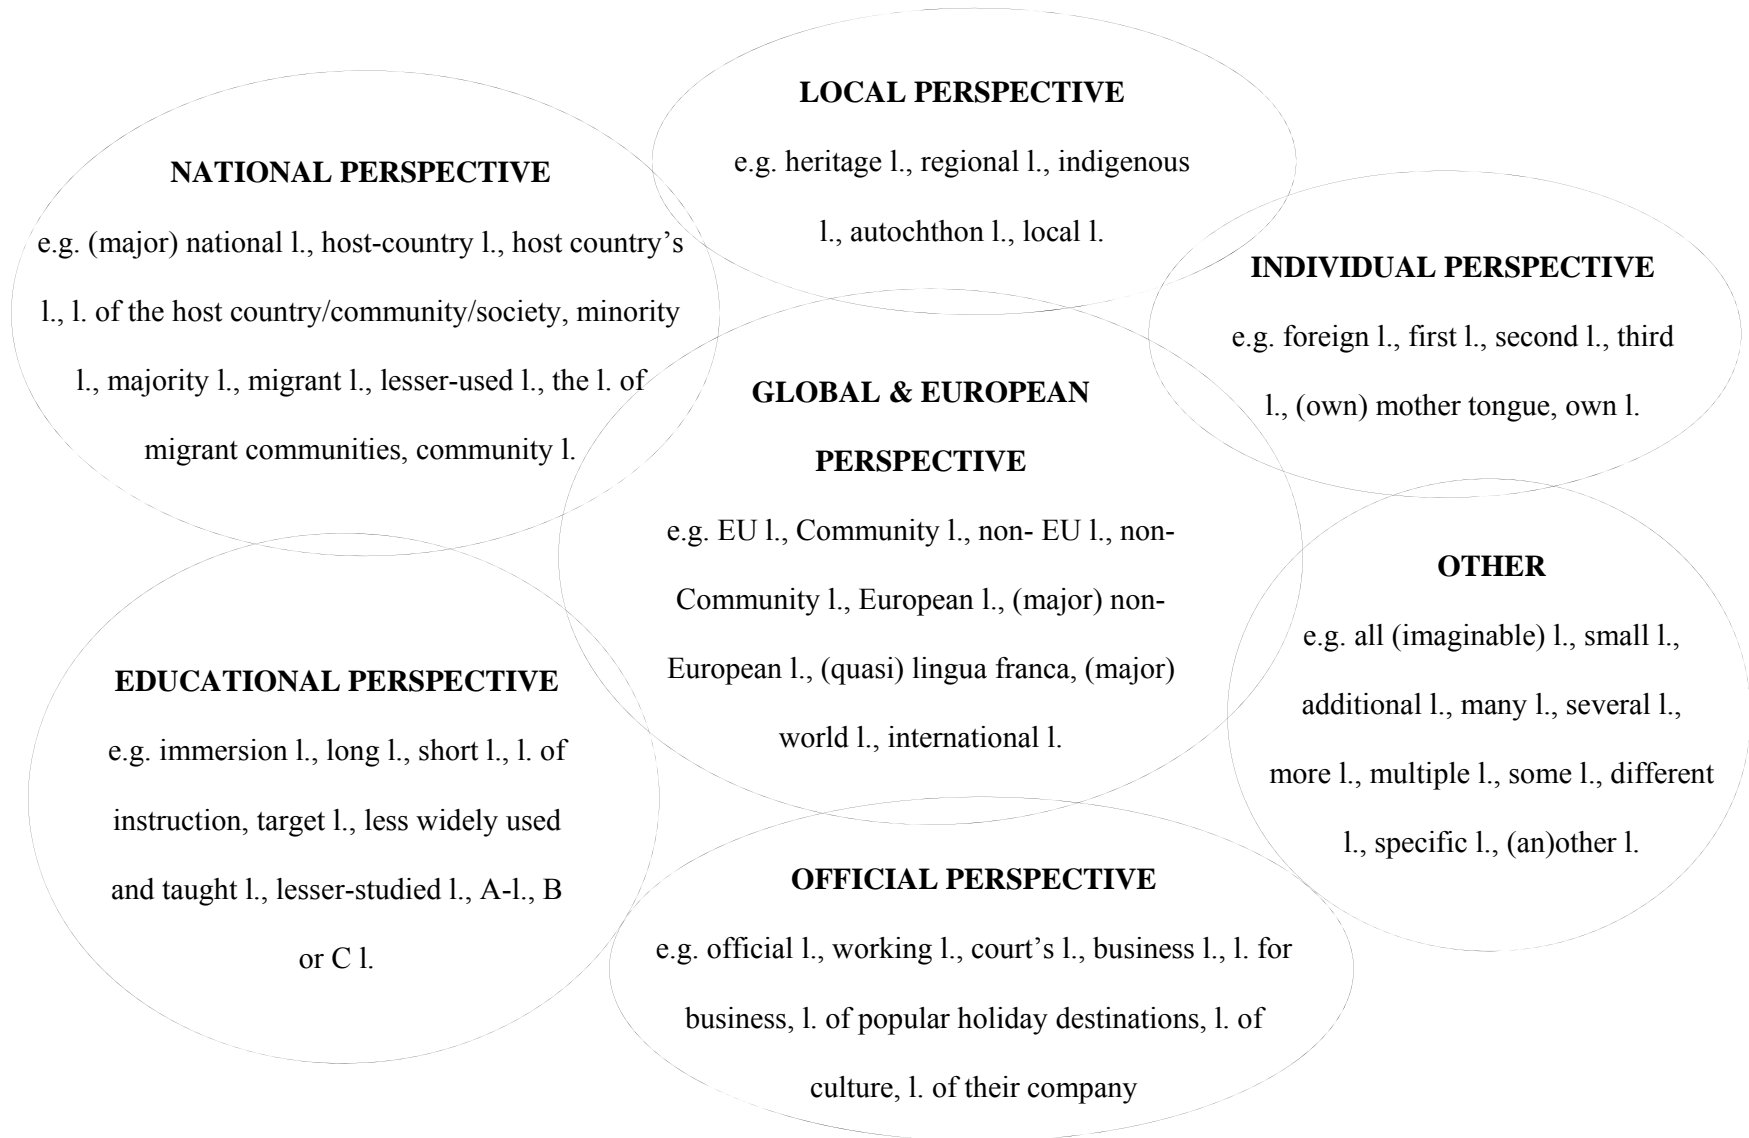 LOCAL PERSPECTIVE
e.g. heritage l., regional l., indigenous
l., autochthon l., local l.
NATIONAL PERSPECTIVE
e.g. (major) national l., host-country l., host country’s
l., l. of the host country/community/society, minority
l., majority l., migrant l., lesser-used l., the l. of
migrant communities, community l.
INDIVIDUAL PERSPECTIVE
e.g. foreign l., first l., second l., third
l., (own) mother tongue, own l.
GLOBAL & EUROPEAN
PERSPECTIVE
e.g. EU l., Community l., non- EU l., non-
Community l., European l., (major) non-
European l., (quasi) lingua franca, (major)
world l., international l.
OTHER
e.g. all (imaginable) l., small l.,
additional l., many l., several l.,
more l., multiple l., some l., different
l., specific l., (an)other l.
EDUCATIONAL PERSPECTIVE
e.g. immersion l., long l., short l., l. of
instruction, target l., less widely used
and taught l., lesser-studied l., A-l., B
or C l.
OFFICIAL PERSPECTIVE
e.g. official l., working l., court’s l., business l., l. for
business, l. of popular holiday destinations, l. of
culture, l. of their company